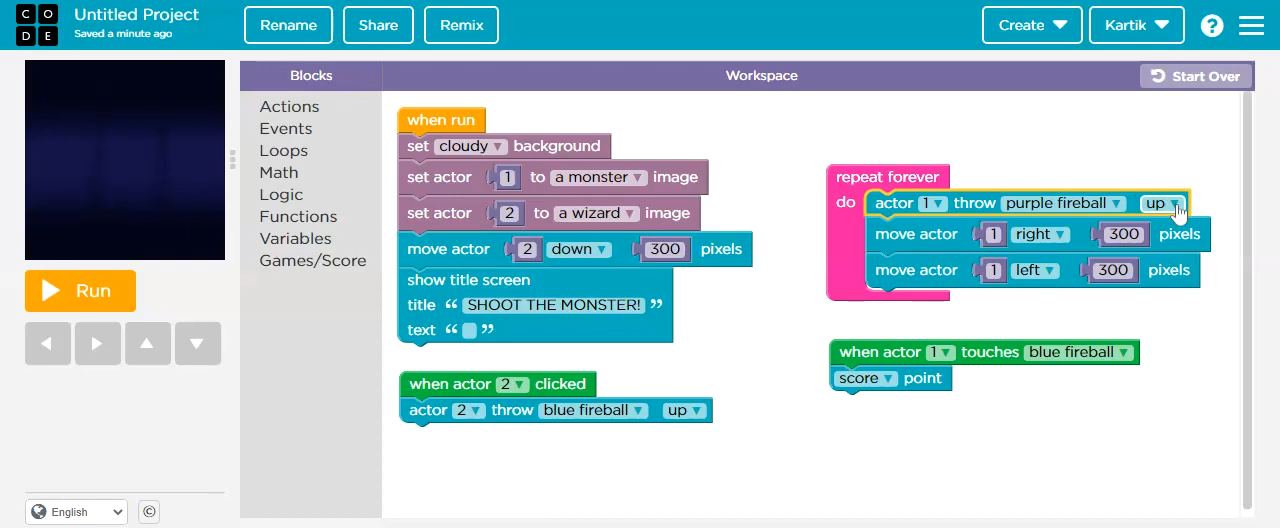 CODE
Untitled Project
Saved a minute ago
Rename
Share
Remix
Create
Kartik
?
Blocks
Workspace
Start Over
Actions
Events
Loops
Math
Logic
Functions
Variables
Games/Score
Run
when run
set cloudy background
set actor 1 to a monster image
set actor 2 to a wizard image
move actor 2 down 300 pixels
show title screen
title “ SHOOT THE MONSTER! ”
text “ ”
when actor 2 clicked
actor 2 throw blue fireball up
repeat forever
do actor 1 throw purple fireball up
move actor 1 right 300 pixels
move actor 1 left 300 pixels
when actor 1 touches blue fireball
score point
English
©